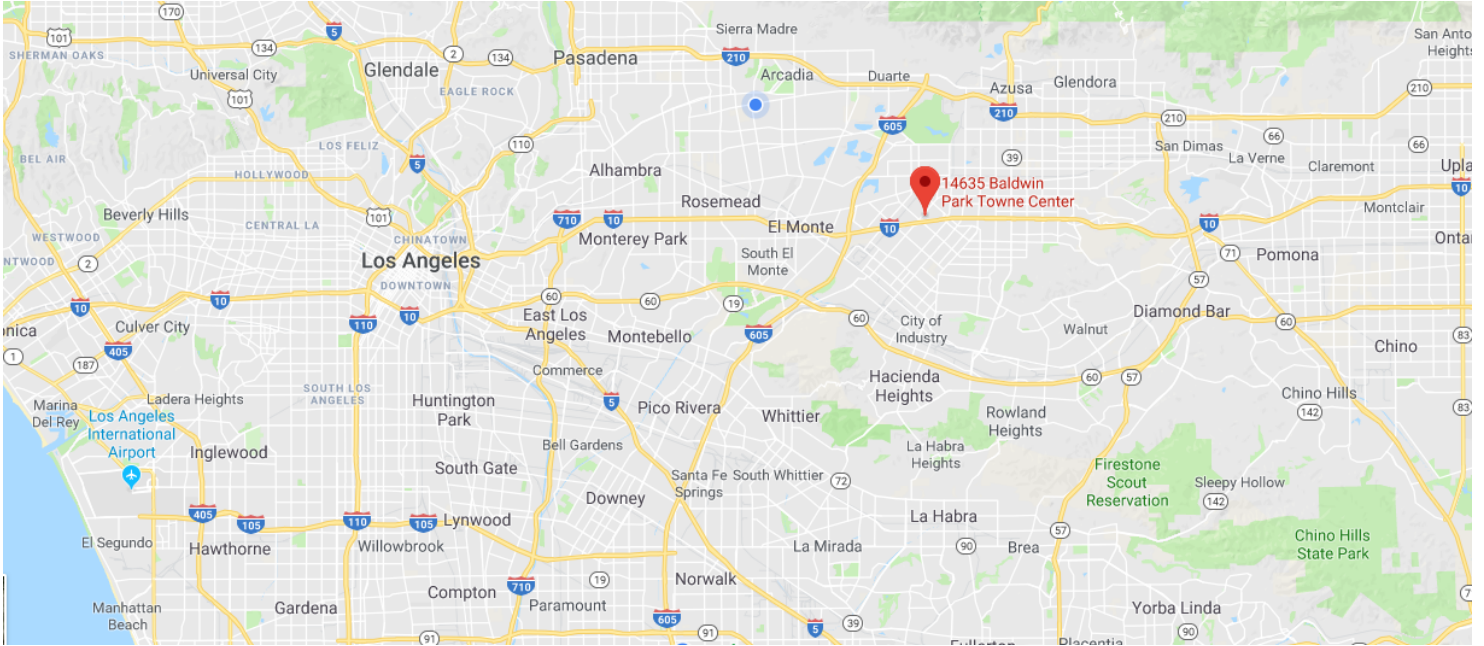 170
5
Sierra Madre
San Anto
Heights
101
134
2
134
Pasadena
210
SHERMAN OAKS
Universal City
Glendale
Arcadia
Duarte
Azusa
Glendora
210
101
EAGLE ROCK
605
210
210
LOS FELIZ
110
66
66
BEL AIR
5
39
San Dimas
La Verne
Claremont
Upla
HOLLYWOOD
Alhambra
14635 Baldwin
Park Towne Center
10
Beverly Hills
101
Rosemead
Montclair
CENTRAL LA
710
10
El Monte
10
10
WESTWOOD
CHINATOWN
Monterey Park
Ontar
NTWOOD
2
Los Angeles
South El
Monte
71
Pomona
DOWNTOWN
57
10
10
60
60
19
Diamond Bar
onica
Culver City
110
10
East Los
Angeles
Montebello
605
60
City of
Industry
Walnut
60
83
1
405
Chino
187
Commerce
Hacienda
Heights
60
57
SOUTH LOS
ANGELES
5
Chino Hills
142
83
Marina
Del Rey
Ladera Heights
Huntington
Park
Pico Rivera
Whittier
Rowland
Heights
Los Angeles
International
Airport
Inglewood
Bell Gardens
La Habra
Heights
South Gate
Santa Fe
Springs
South Whittier
72
Firestone
Scout
Reservation
Sleepy Hollow
142
Downey
405
105
110
105
Lynwood
La Habra
57
El Segundo
Hawthorne
Willowbrook
La Mirada
90
Brea
Chino Hills
State Park
710
19
Norwalk
Compton
Manhattan
Beach
Gardena
Paramount
605
Yorba Linda
91
91
5
39
90
Fullerton
Placentia
7